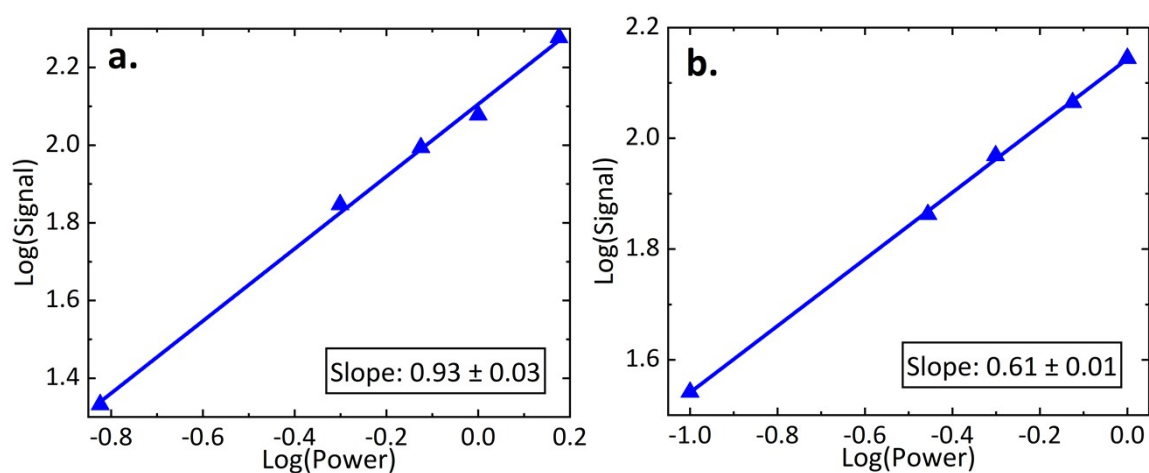 a.
Log(Signal)
2.2
2.0
1.8
1.6
1.4
-0.8 -0.6 -0.4 -0.2 0.0 0.2
Log(Power)
Slope: 0.93 ± 0.03
b.
Log(Signal)
2.2
2.0
1.8
1.6
-1.0 -0.8 -0.6 -0.4 -0.2 0.0
Log(Power)
Slope: 0.61 ± 0.01